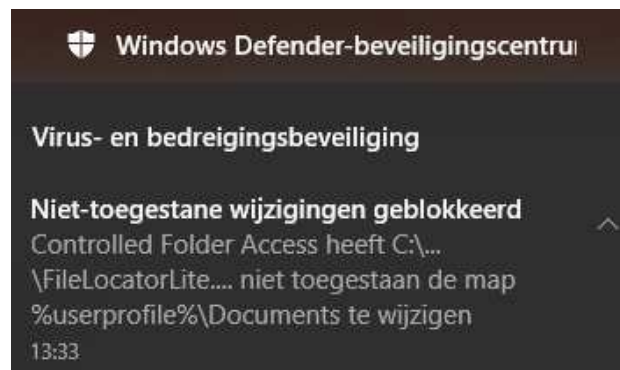 Windows Defender-beveiligingscentru
Virus- en bedreigingsbeveiliging
Niet-toegestane wijzigingen geblokkeerd
Controlled Folder Access heeft C:\...
\FileLocatorLite.... niet toegestaan de map
%userprofile%\Documents te wijzigen
13:33